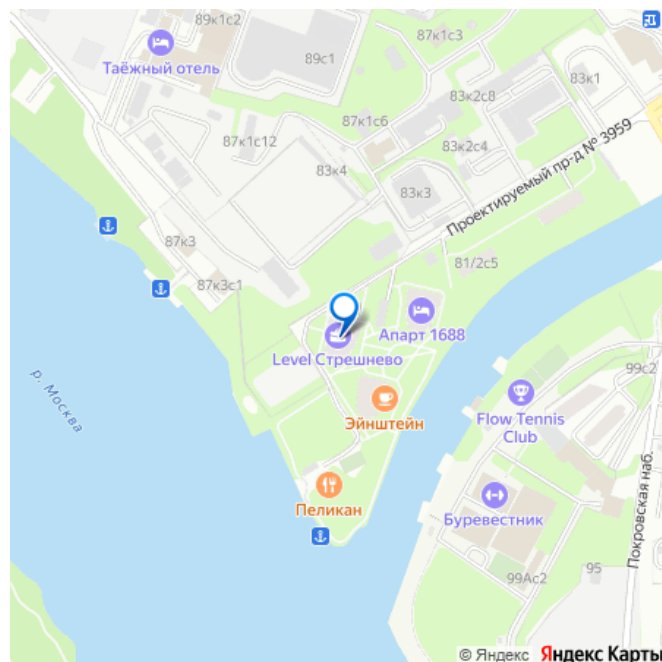 89к1с2
Таёжный отель
89с1
87к1с3
83к1
83к2с8
87к1с6
87к1с12
83к2с4
83к4
Проектируемый пр-д № 3959
83к3
87к3
81/2с5
87к3с1
Апарт 1688
Level Стрешнево
99с2
р. Москва
Эйнштейн
Flow Tennis
Club
Пеликан
Буревестник
Покровская наб.
95
99Ас2
© Яндекс Яндекс Карты